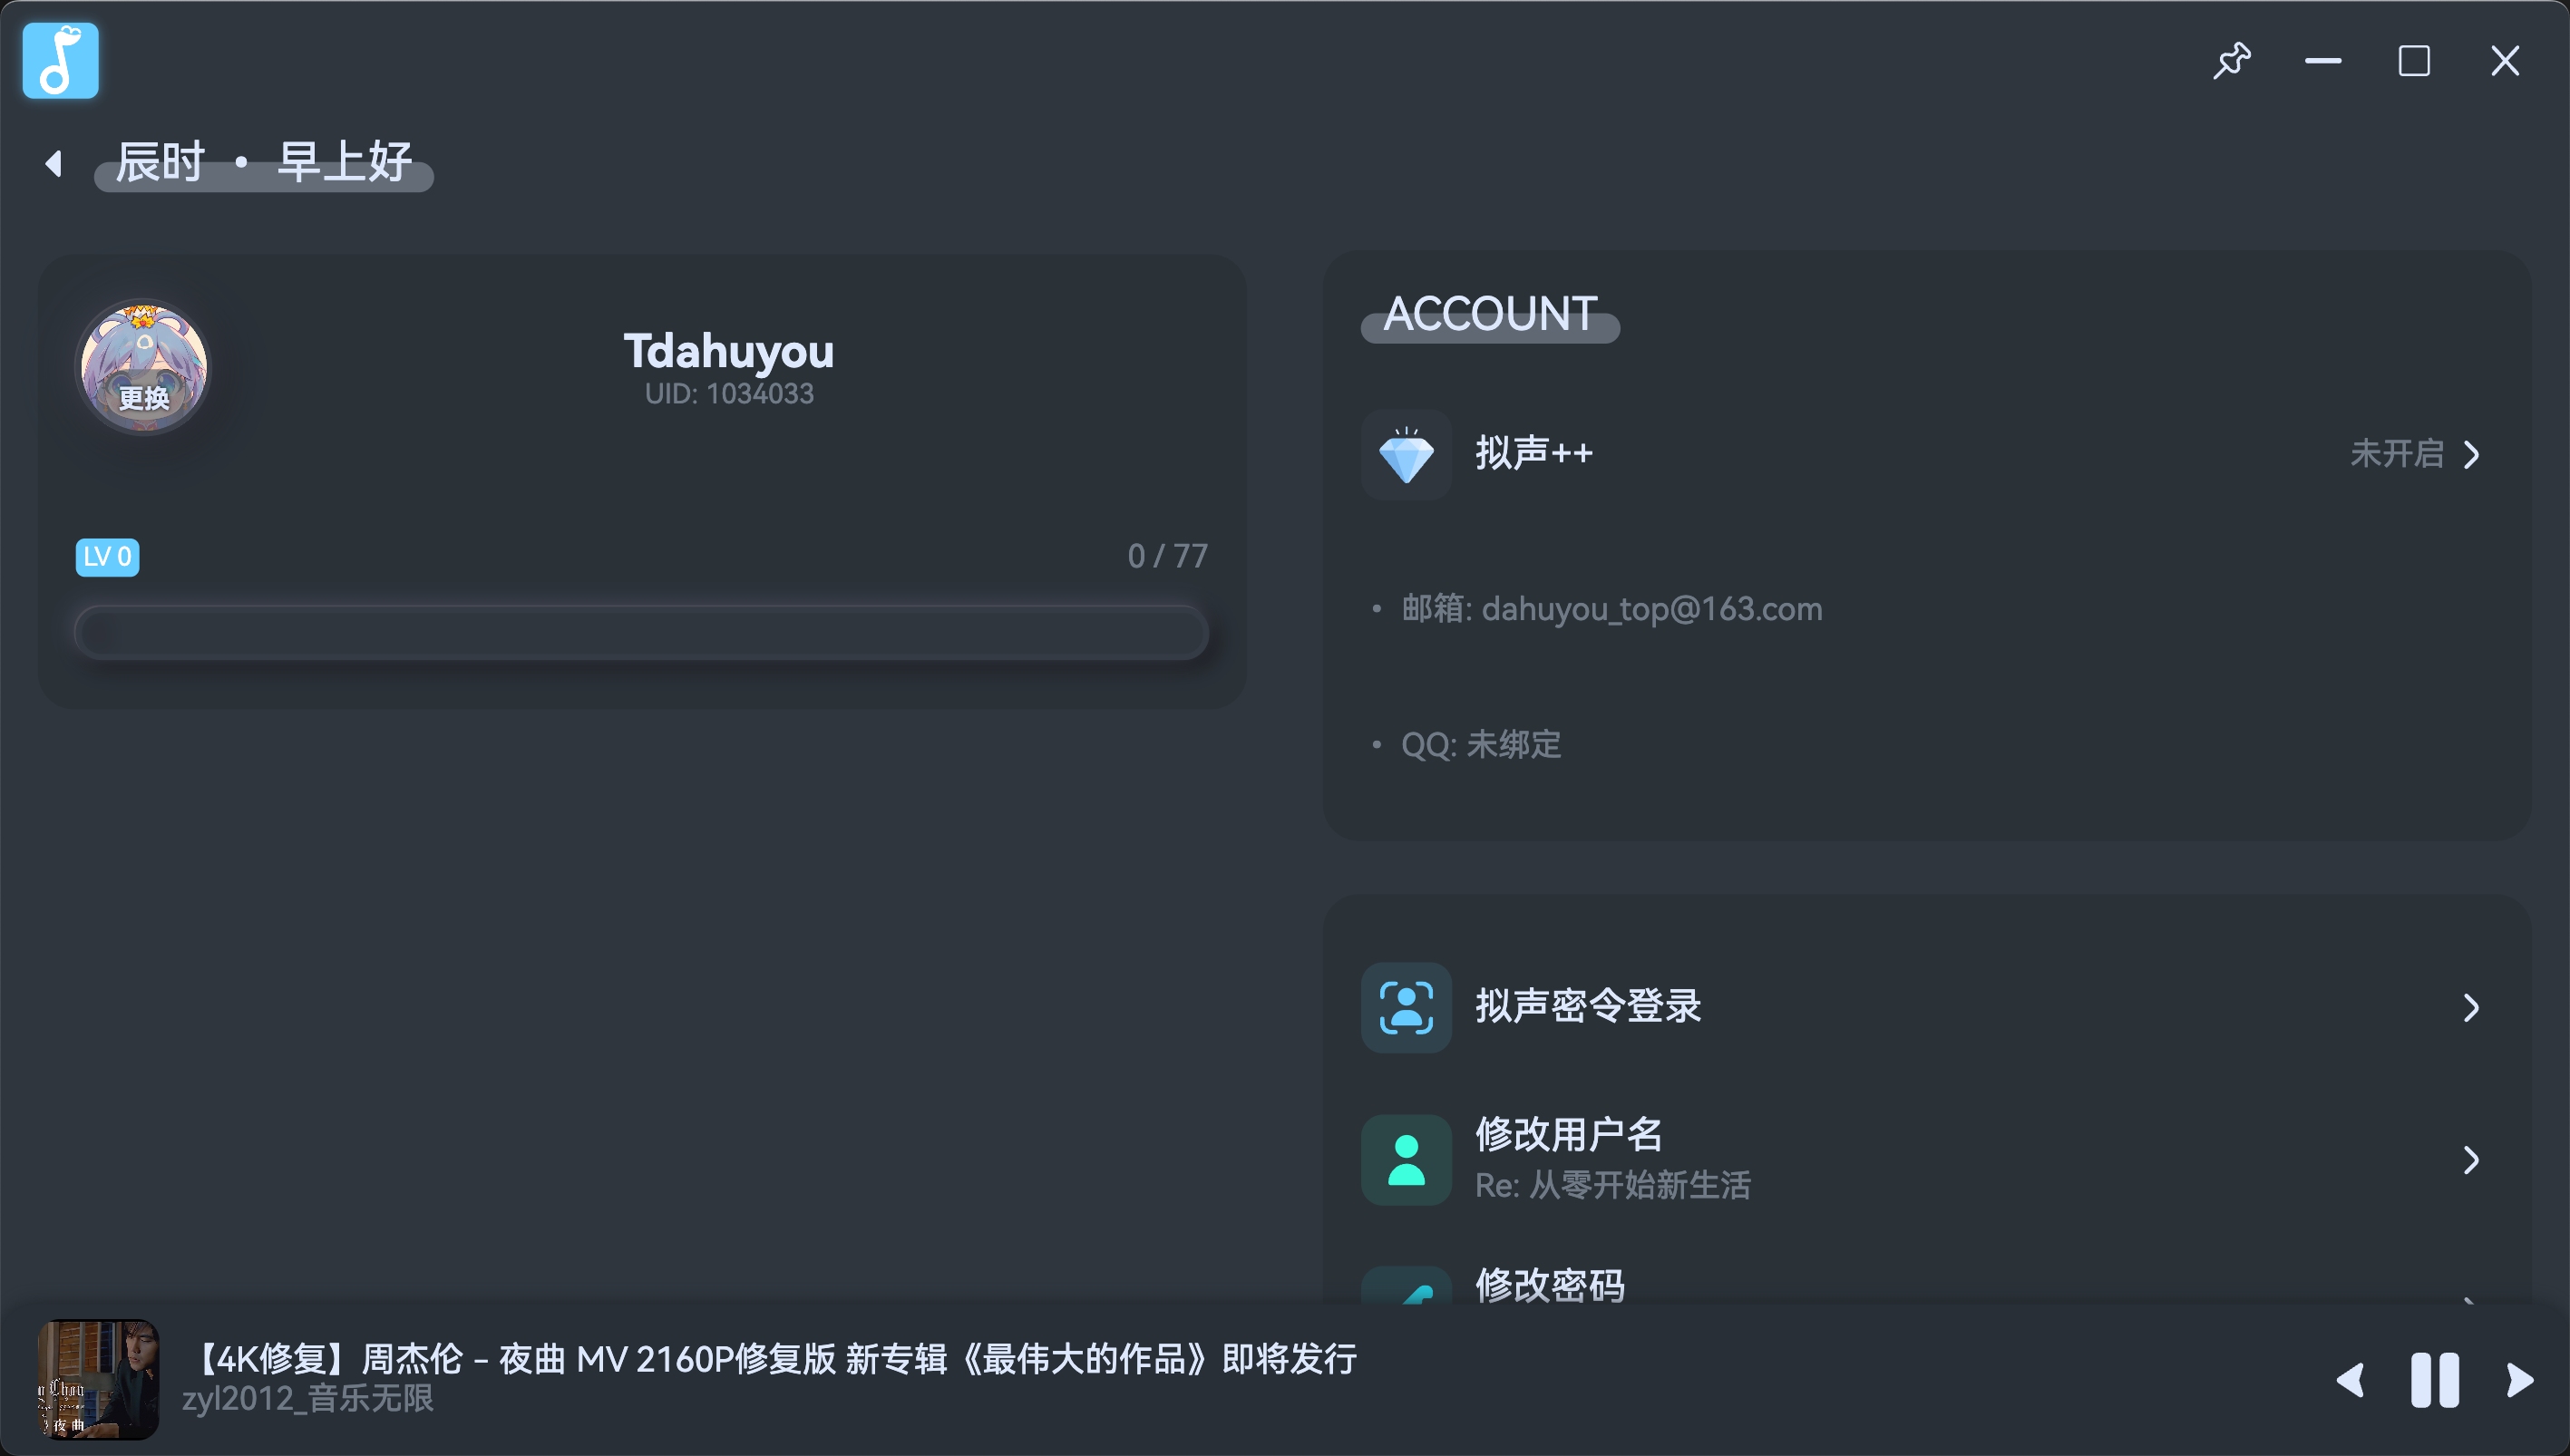 辰时 • 早上好
更换
Tdahuyou
UID: 1034033
LV 0
0 / 77
ACCOUNT
拟声++
未开启
• 邮箱: dahuyou_top@163.com
• QQ: 未绑定
拟声密令登录
修改用户名
Re: 从零开始新生活
修改密码
【4K修复】周杰伦 - 夜曲 MV 2160P修复版 新专辑《最伟大的作品》即将发行
zyl2012_音乐无限
夜曲